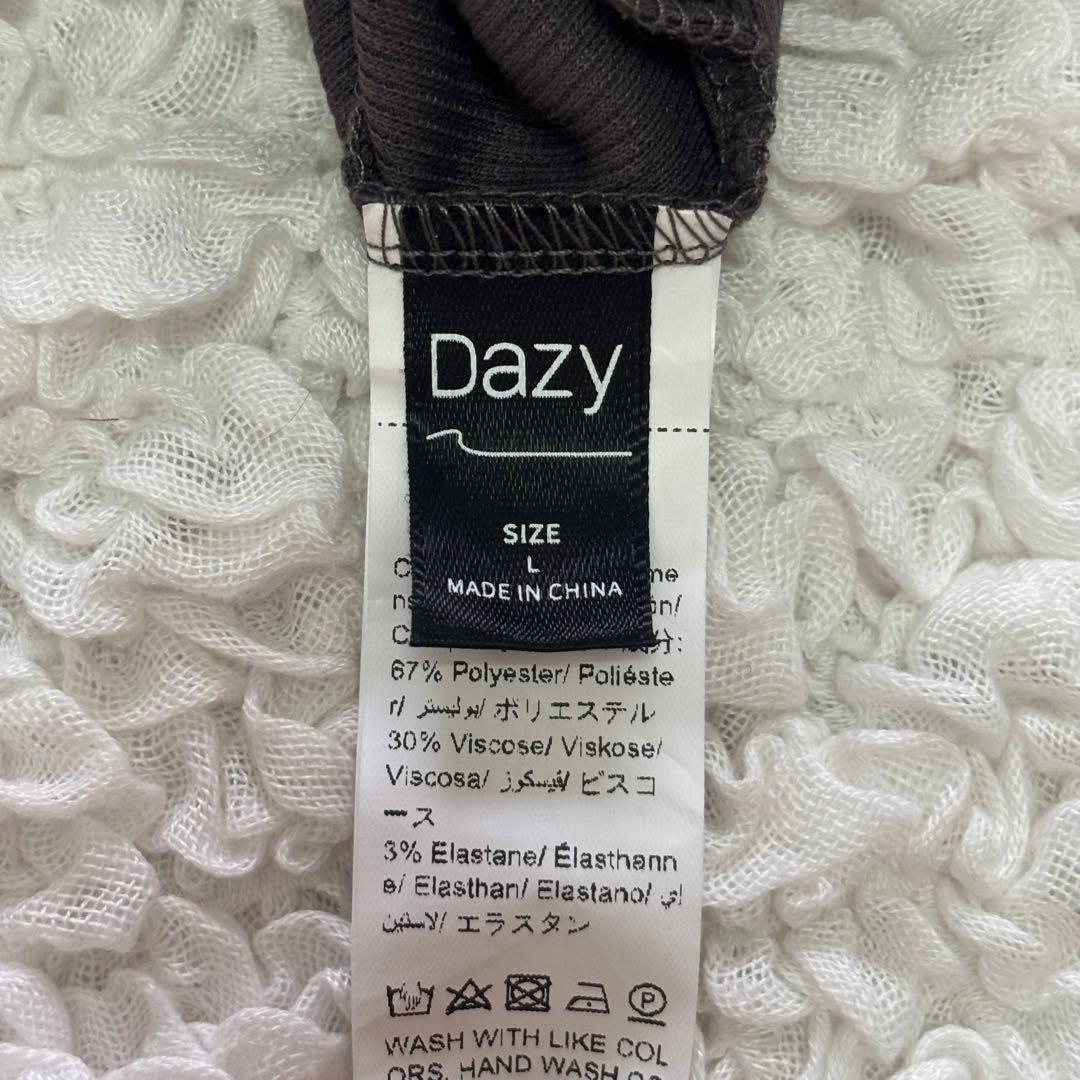 Dazy
SIZE
L
MADE IN CHINA
67% Polyester/ Poliéste
r/ بوليستر/ ポリエステル
30% Viscose/ Viskose/
Viscosa/ فيسكوز/ ビスコ
ース
3% Elastane/ Élasthann
e/ Elasthan/ Elastano/ إي
لاستين/ エラスタン
P
WASH WITH LIKE COL
ORS, HAND WASH